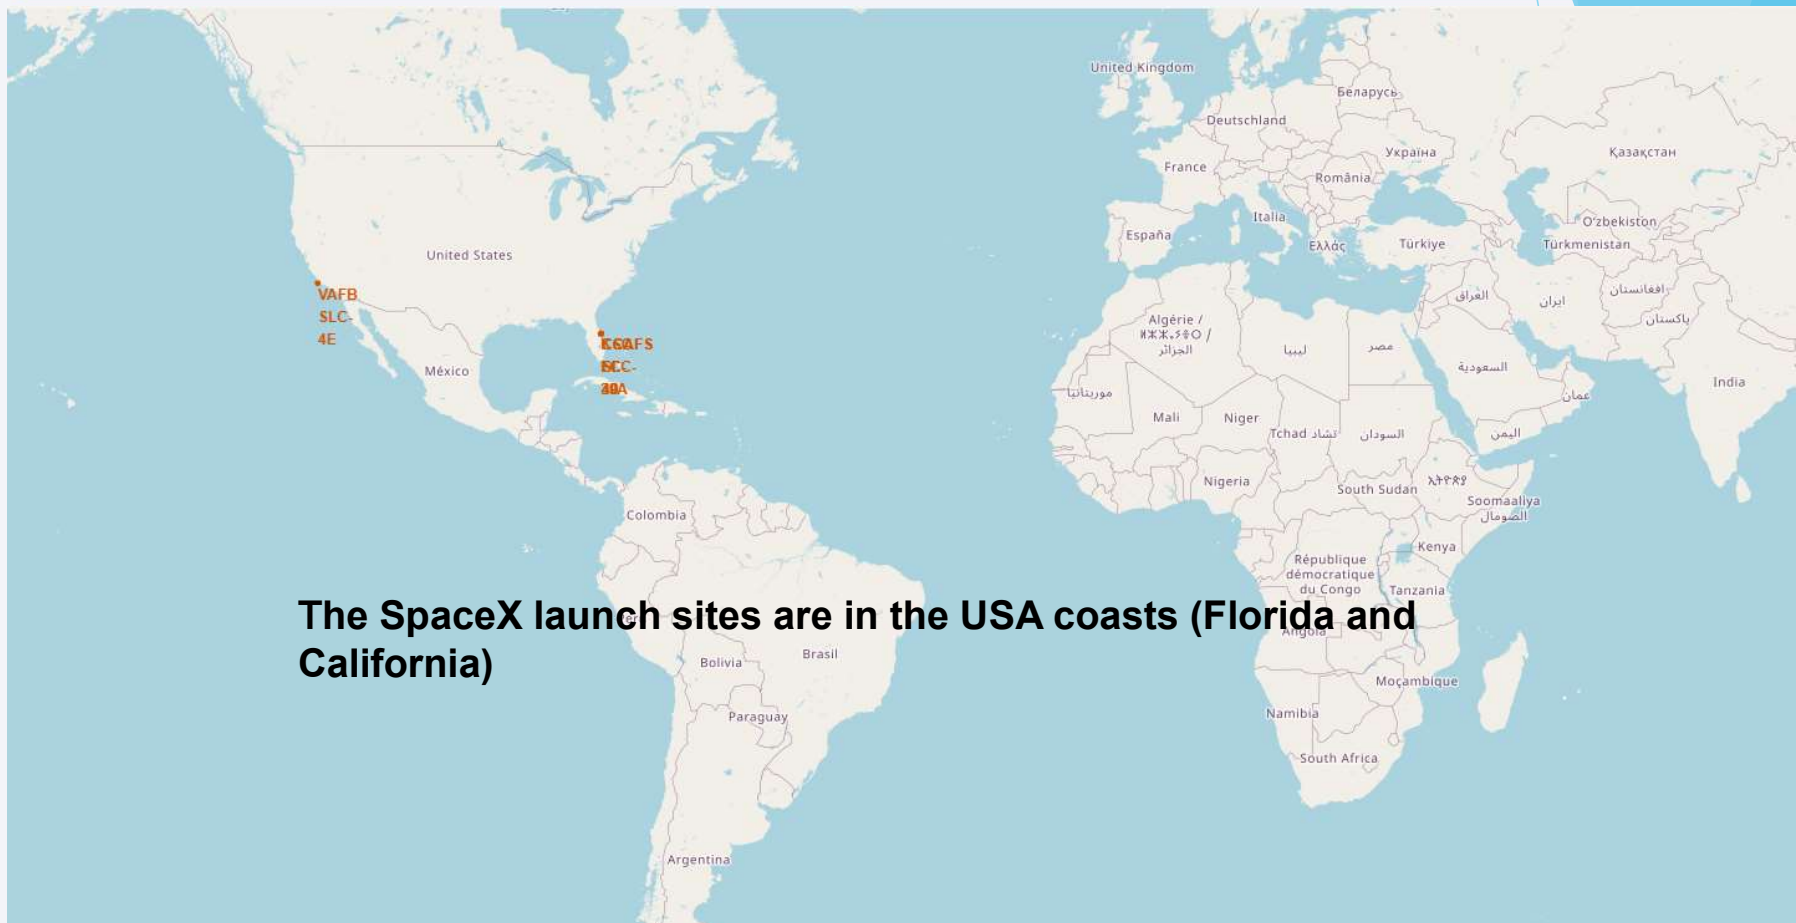 United Kingdom
Беларусь
Deutschland
Україна
Қазақстан
France
România
Italia
O'zbekiston
España
Ελλάς
Türkiye
Türkmenistan
United States
العراق
ایران
افغانستان
پاکستان
VAFB
SLC-
4E
Algérie /
ⵍⵣⵣⴰⵢⴻⵔ /
الجزائر
ليبيا
مصر
México
السعودية
India
موريتانيا
عمان
Mali
Niger
Tchad تشاد
السودان
اليمن
Nigeria
South Sudan
ኢትዮጵያ
Soomaaliya
الصومال
Colombia
Kenya
République
démocratique
du Congo
Tanzania
The SpaceX launch sites are in the USA coasts (Florida and
California)
Angola
Bolivia
Brasil
Moçambique
Paraguay
Namibia
South Africa
Argentina